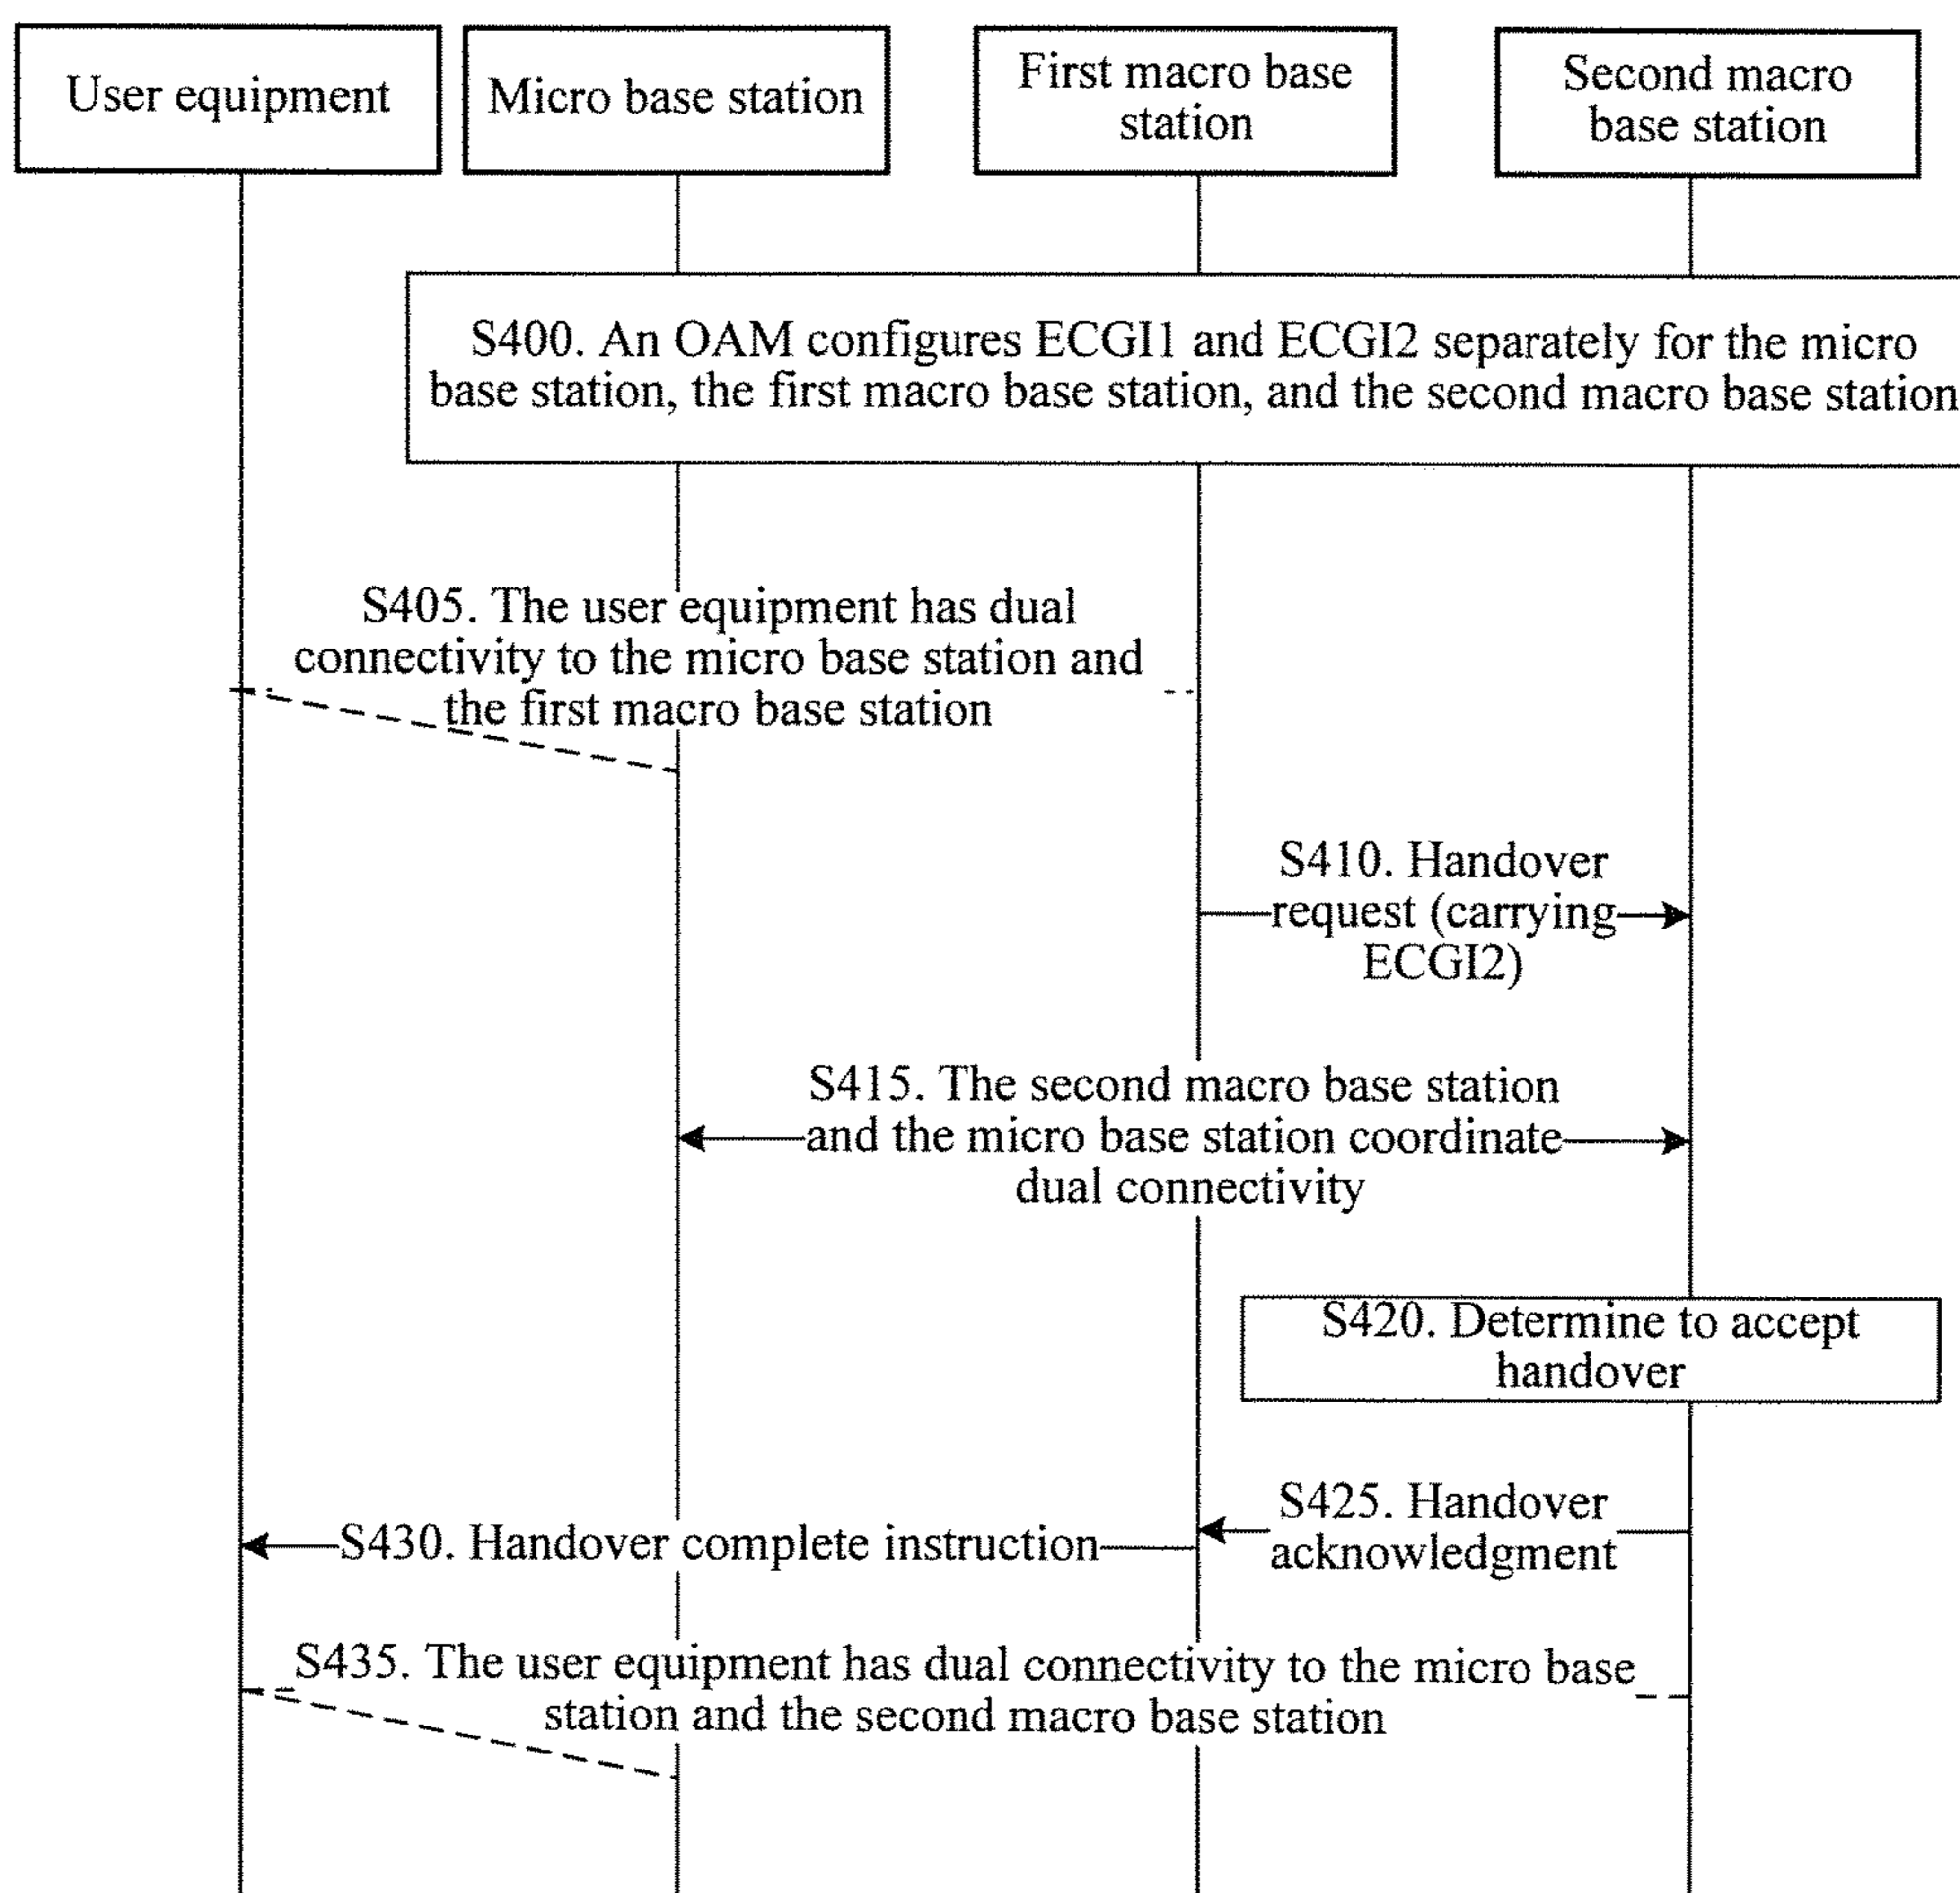 User equipment
Micro base station
First macro base
station
Second macro
base station
S400. An OAM configures ECGI1 and ECGI2 separately for the micro
base station, the first macro base station, and the second macro base station
S405. The user equipment has dual
connectivity to the micro base station and
the first macro base station
S410. Handover
request (carrying
ECGI2)
S415. The second macro base station
and the micro base station coordinate
dual connectivity
S420. Determine to accept
handover
S425. Handover
acknowledgment
S430. Handover complete instruction
S435. The user equipment has dual connectivity to the micro base
station and the second macro base station